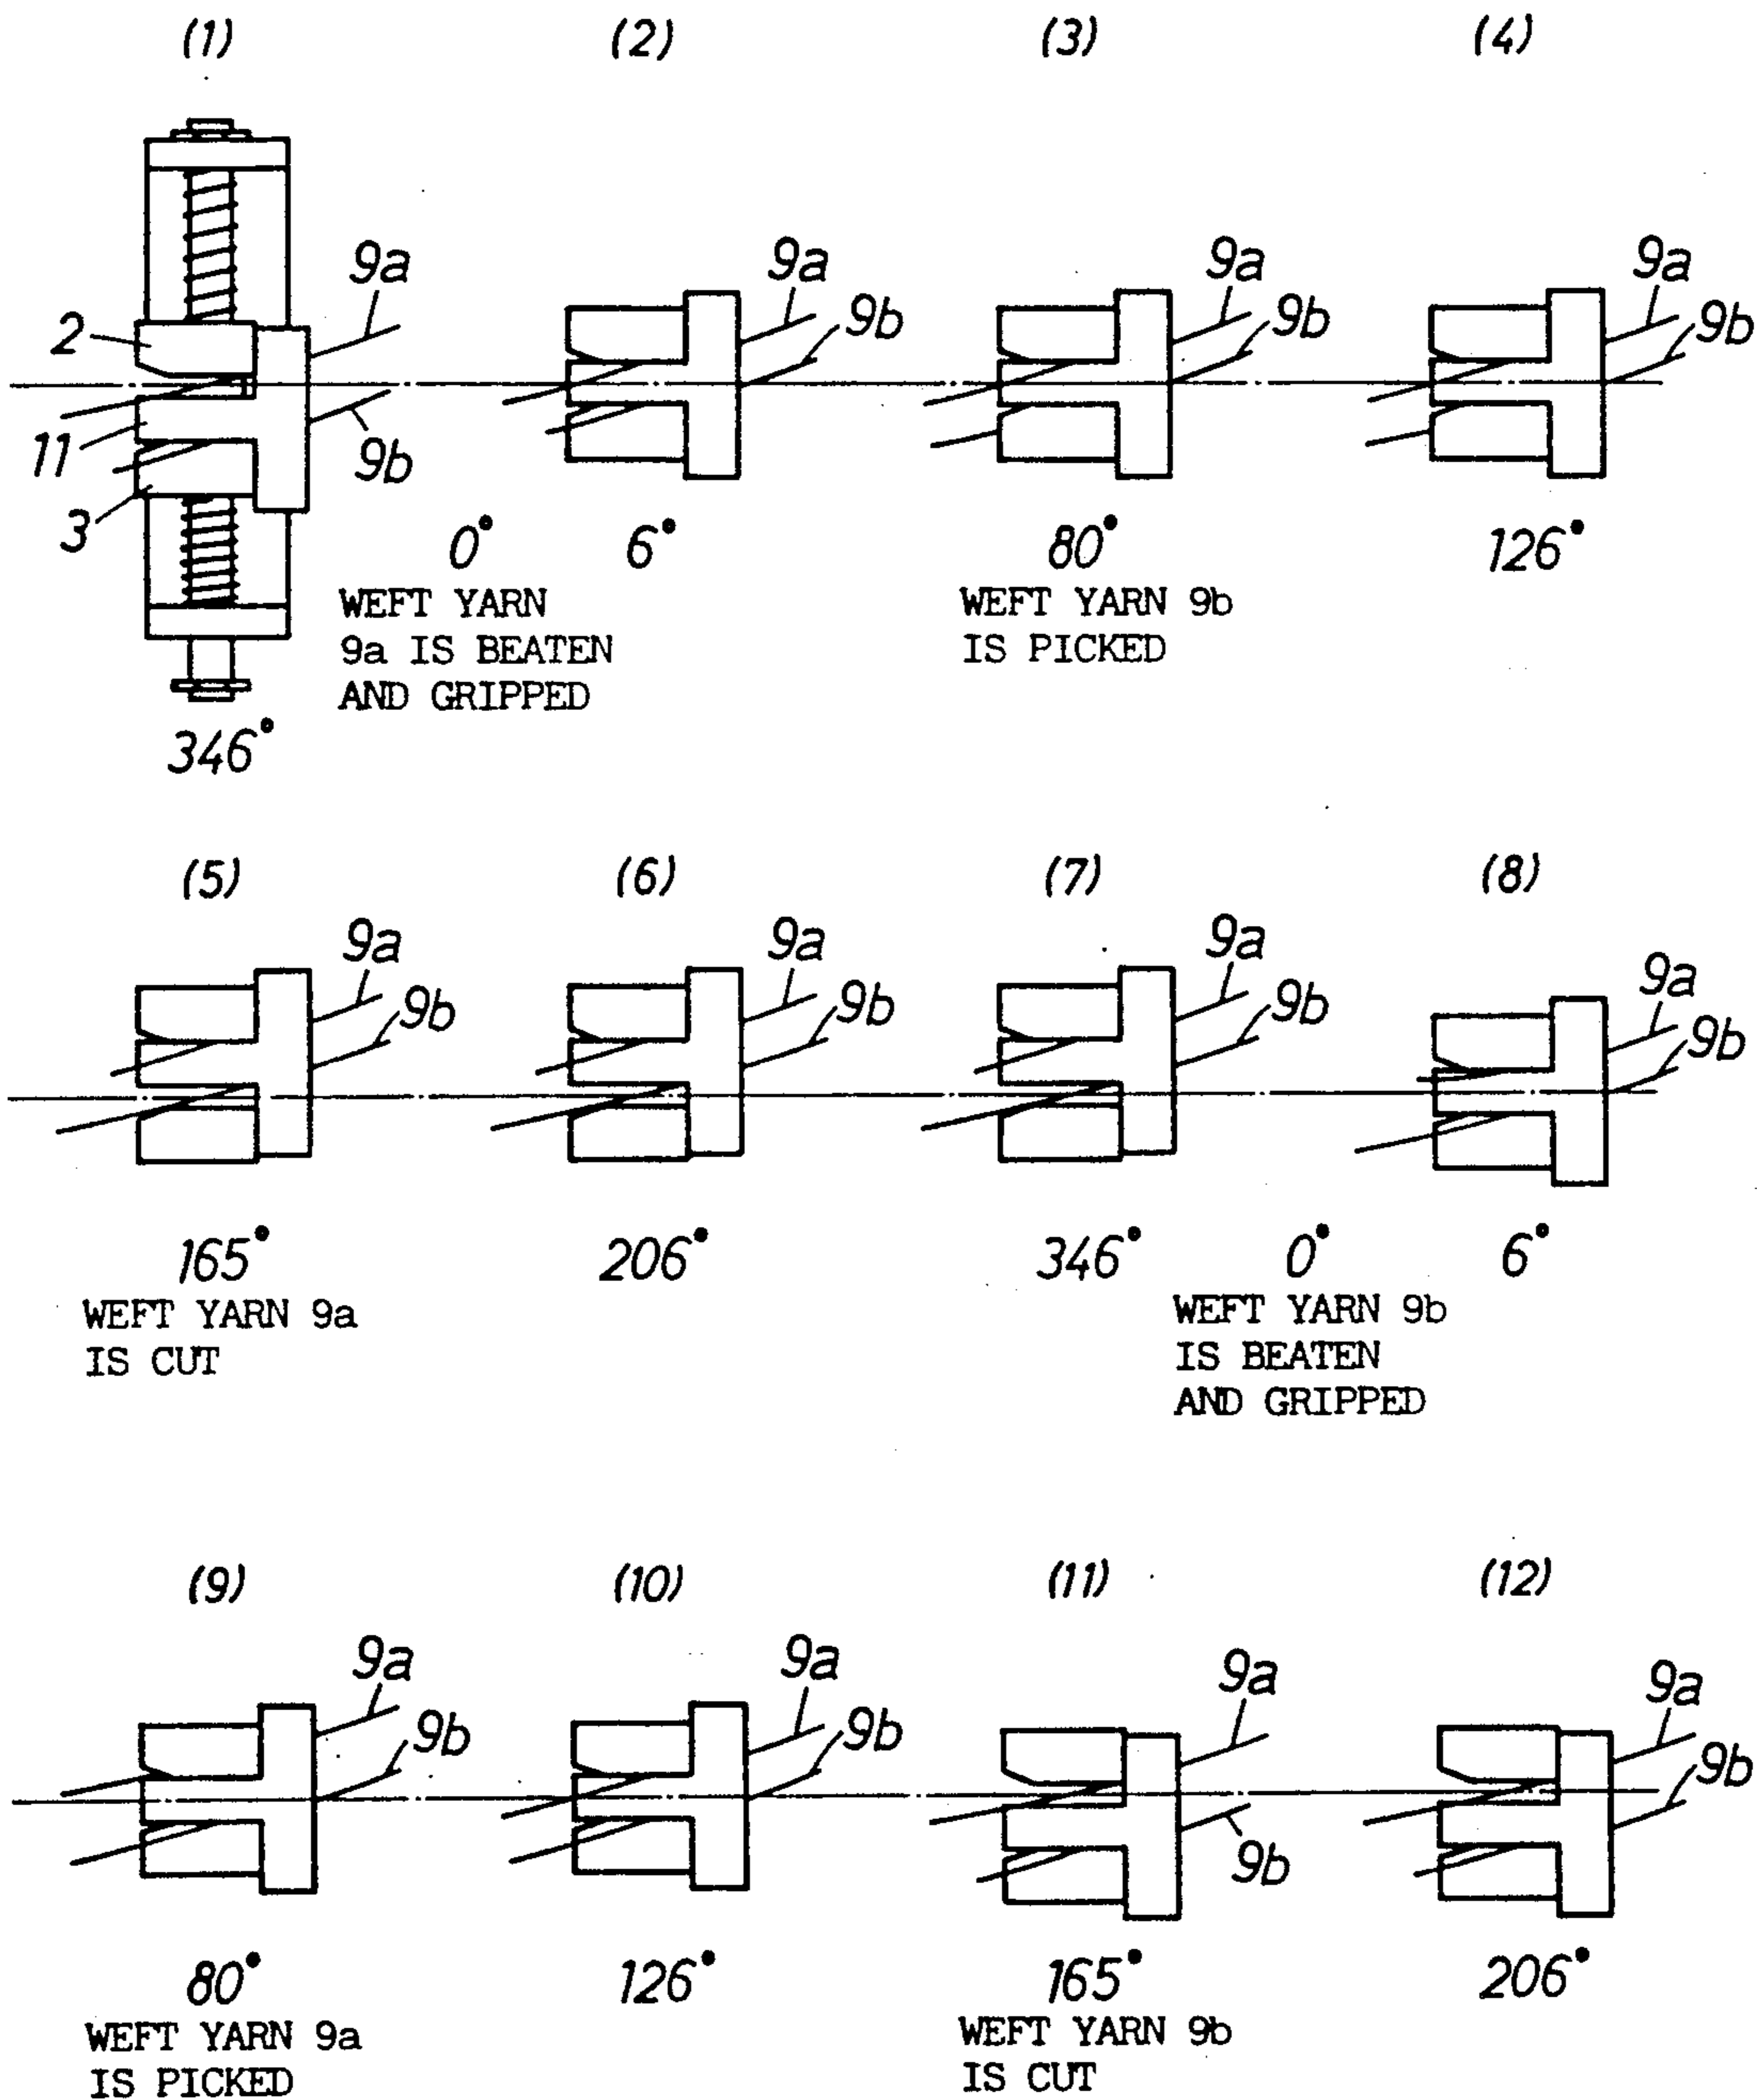 (1) (2) (3) (4)
9a 9a 9a 9a
2 9b 9b 9b
11 9b
3
0° 6° 80° 126°
WEFT YARN WEFT YARN 9b
9a IS BEATEN IS PICKED
AND GRIPPED
346°
(5) (6) (7) (8)
9a 9a 9a 9a
9b 9b 9b 9b
165° 206° 346° 0° 6°
WEFT YARN 9a WEFT YARN 9b
IS CUT IS BEATEN
AND GRIPPED
(9) (10) (11) (12)
9a 9a 9a 9a
9b 9b 9b 9b
80° 126° 165° 206°
WEFT YARN 9a WEFT YARN 9b
IS PICKED IS CUT